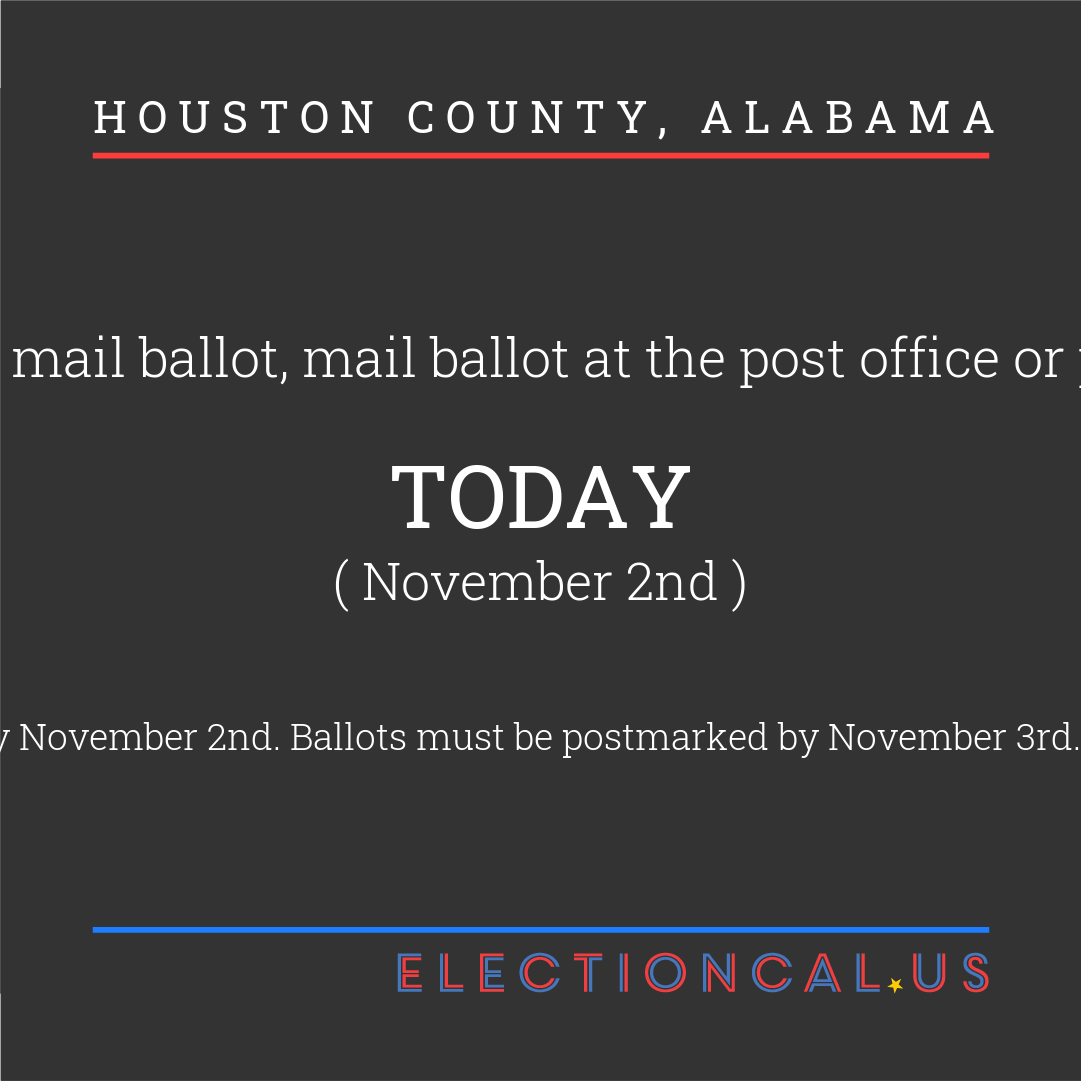 HOUSTON COUNTY, ALABAMA
mail ballot, mail ballot at the post office or
TODAY
( November 2nd )
November 2nd. Ballots must be postmarked by November 3rd.
ELECTIONCAL.US